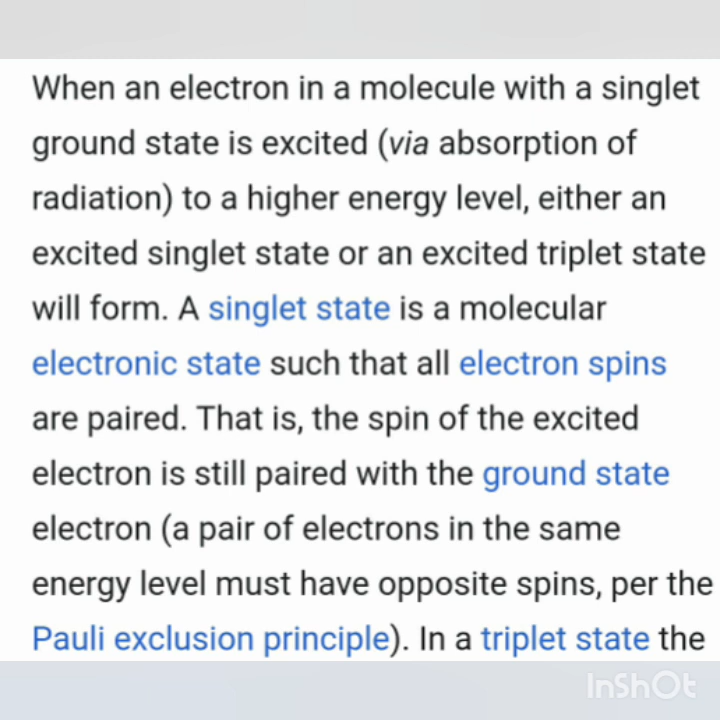 When an electron in a molecule with a singlet
ground state is excited (via absorption of
radiation) to a higher energy level, either an
excited singlet state or an excited triplet state
will form. A singlet state is a molecular
electronic state such that all electron spins
are paired. That is, the spin of the excited
electron is still paired with the ground state
electron (a pair of electrons in the same
energy level must have opposite spins, per the
Pauli exclusion principle). In a triplet state the
InShOt